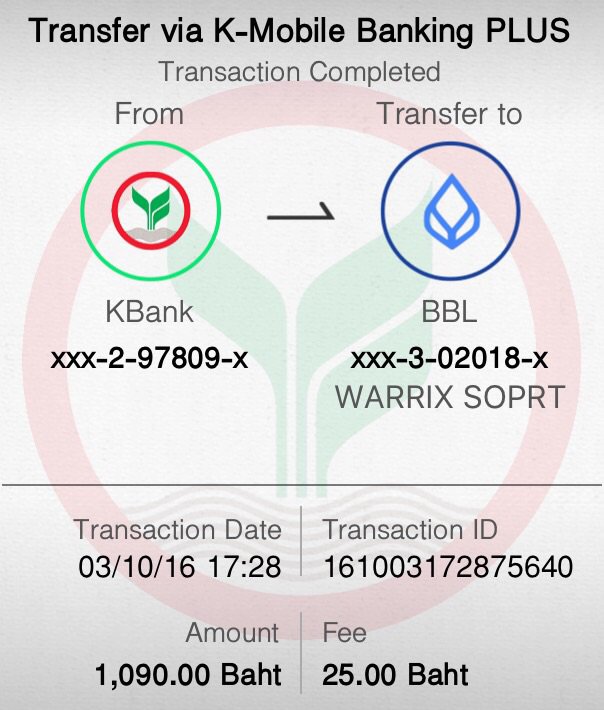 Transfer via K-Mobile Banking PLUS
Transaction Completed
From
Transfer to
KBank
BBL
xxx-2-97809-x
xxx-3-02018-x
WARRIX SOPRT
Transaction Date
Transaction ID
03/10/16 17:28
161003172875640
Amount
Fee
1,090.00 Baht
25.00 Baht